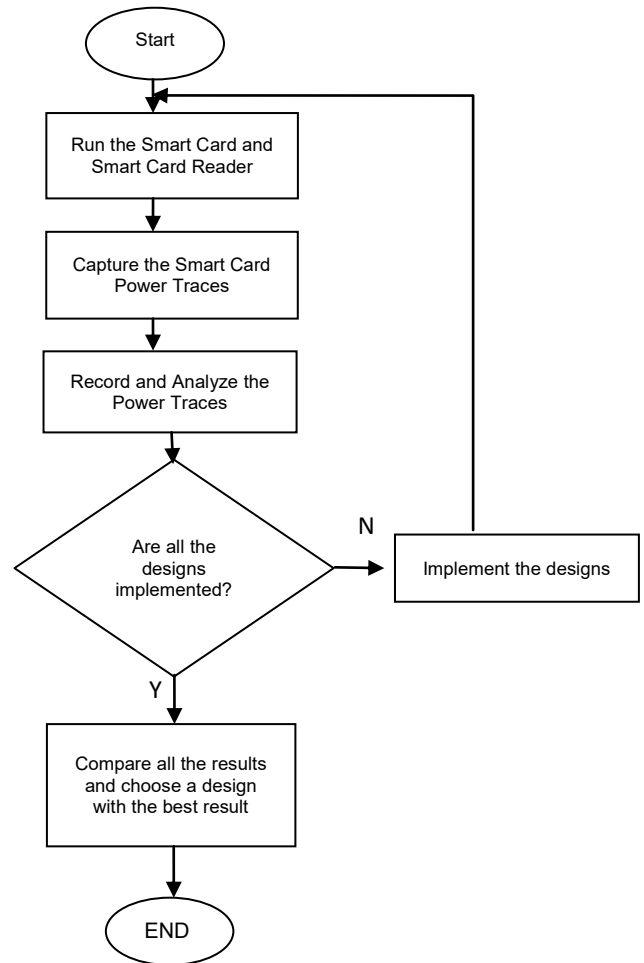 Start
Run the Smart Card and
Smart Card Reader
Capture the Smart Card
Power Traces
Record and Analyze the
Power Traces
Are all the
designs
implemented?
N
Implement the designs
Y
Compare all the results
and choose a design
with the best result
END